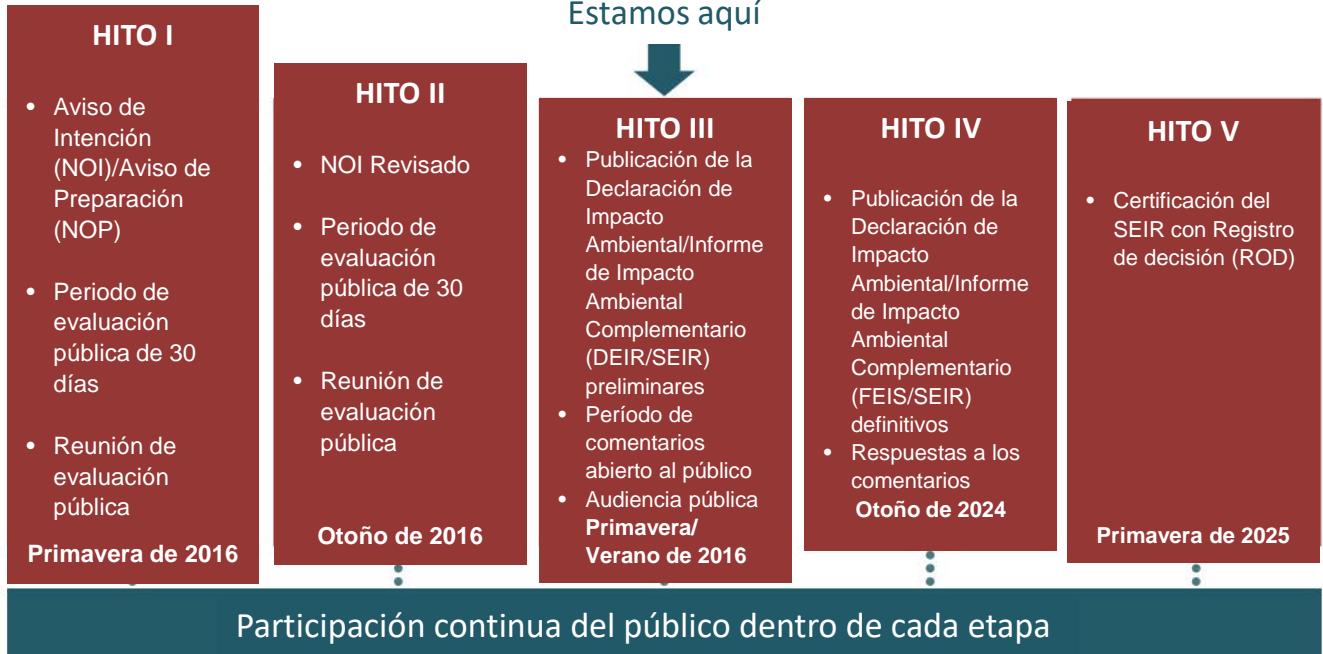 Estamos aquí
HITO I
• Aviso de
Intención
(NOI)/Aviso de
Preparación
(NOP)
• Periodo de
evaluación
pública de 30
días
• Reunión de
evaluación
pública
Primavera de 2016
HITO II
• NOI Revisado
• Periodo de
evaluación
pública de 30
días
• Reunión de
evaluación
pública
Otoño de 2016
HITO III
• Publicación de la
Declaración de
Impacto
Ambiental/Informe
de Impacto
Ambiental
Complementario
(DEIR/SEIR)
preliminares
• Período de
comentarios
abierto al público
• Audiencia pública
Primavera/
Verano de 2016
HITO IV
• Publicación de la
Declaración de
Impacto
Ambiental/Informe
de Impacto
Ambiental
Complementario
(FEIS/SEIR)
definitivos
• Respuestas a los
comentarios
Otoño de 2024
HITO V
• Certificación del
SEIR con Registro
de decisión (ROD)
Primavera de 2025
Participación continua del público dentro de cada etapa